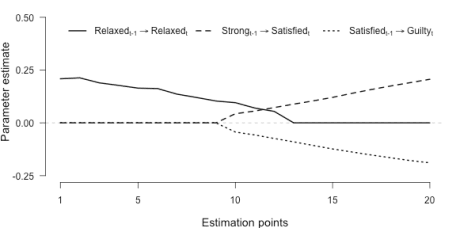 0.50
Relaxedt-1 → Relaxedt Strongt-1 → Satisfiedt Satisfiedt-1 → Guiltyt
0.25
0.00
-0.25
Parameter estimate
1 5 10 15 20
Estimation points